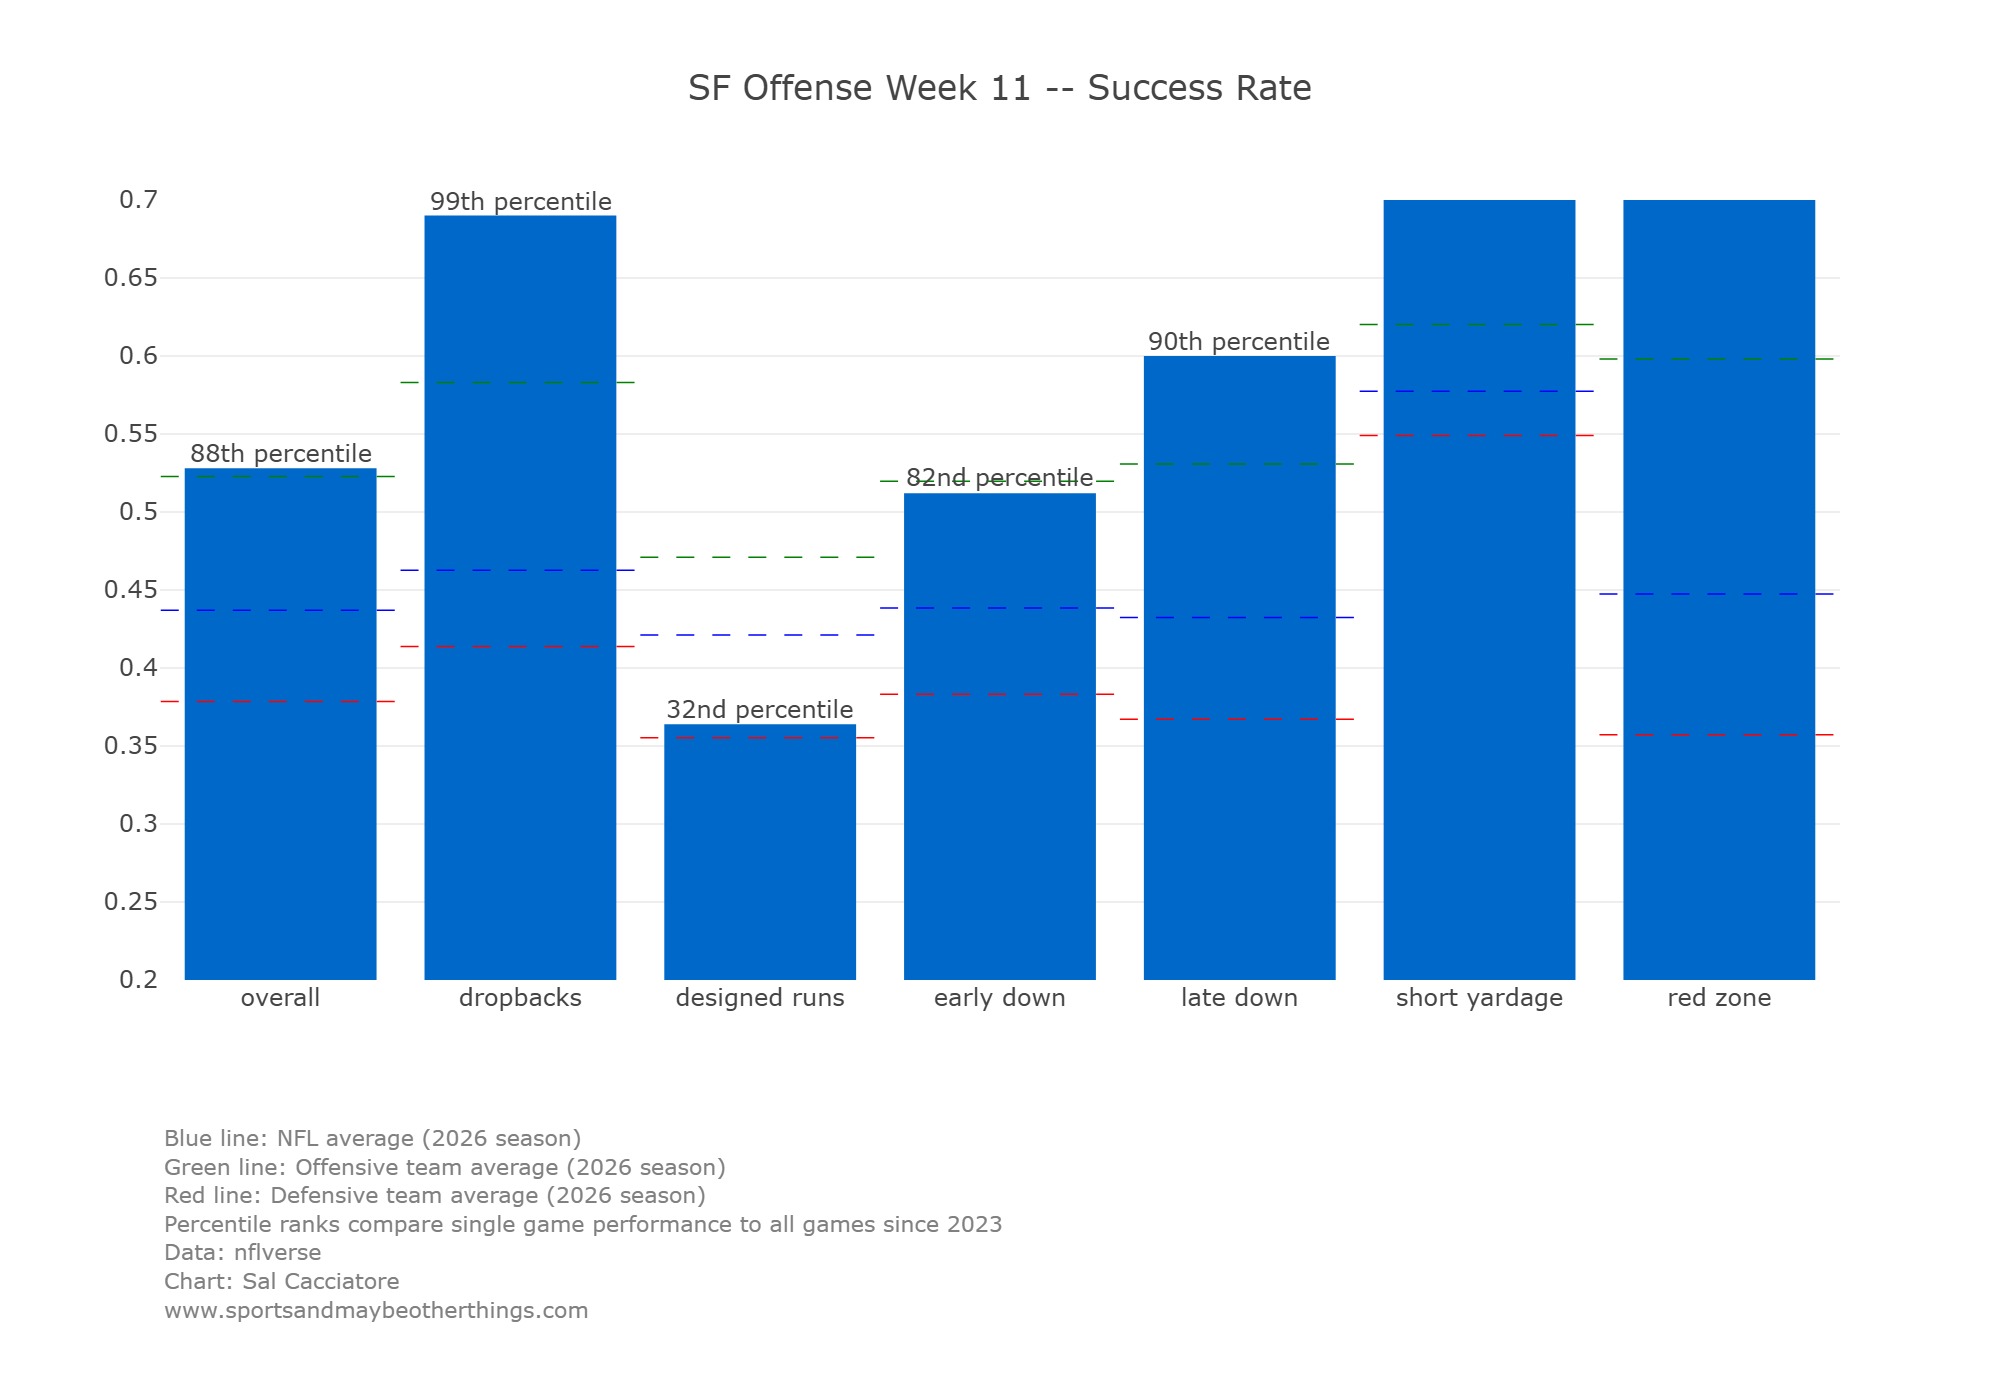 SF Offense Week 11 -- Success Rate
0.7
0.65
0.6
0.55
0.5
0.45
0.4
0.35
0.3
0.25
0.2
88th percentile
99th percentile
32nd percentile
82nd percentile
90th percentile
overall
dropbacks
designed runs
early down
late down
short yardage
red zone
Blue line: NFL average (2026 season)
Green line: Offensive team average (2026 season)
Red line: Defensive team average (2026 season)
Percentile ranks compare single game performance to all games since 2023
Data: nflverse
Chart: Sal Cacciatore
www.sportsandmaybeotherthings.com